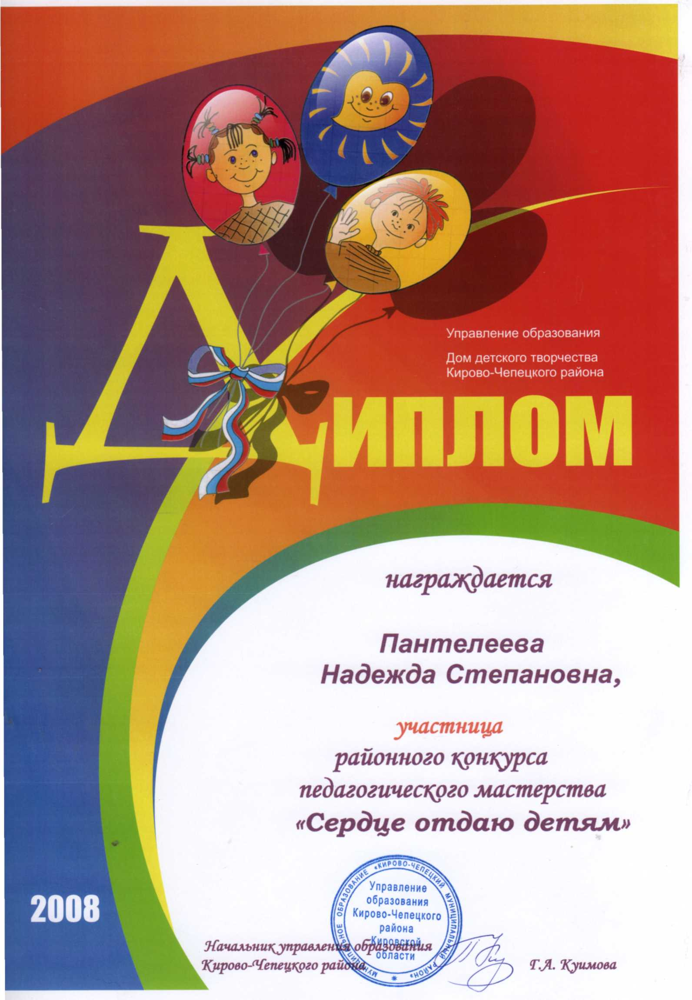 Управление образования
Дом детского творчества
Кирово-Чепецкого района
ДИПЛОМ
награждается
Пантелеева
Надежда Степановна,
участница
районного конкурса
педагогического мастерства
«Сердце отдаю детям»
МУНИЦИПАЛЬНОЕ ОБРАЗОВАНИЕ «КИРОВО-ЧЕПЕЦКИЙ МУНИЦИПАЛЬНЫЙ РАЙОН»
Управление
образования
Кирово-Чепецкого
района
Кировской
области
2008
Начальник управления образования
Кирово-Чепецкого района
Г.А. Куимова